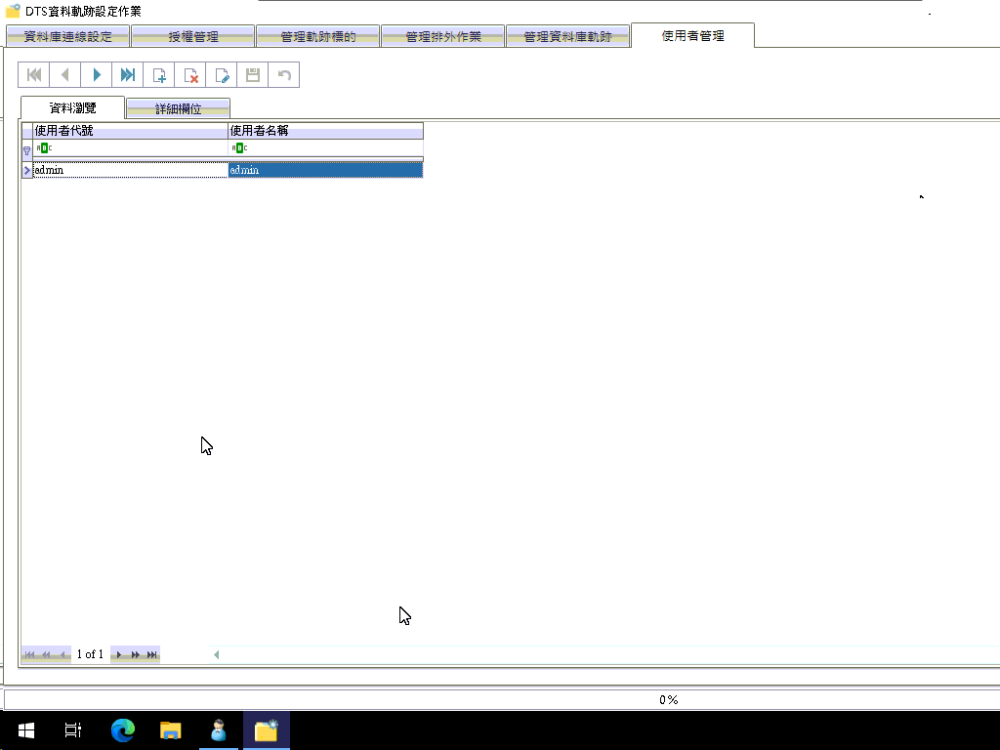 DTS資料軌跡設定作業
資料庫連線設定 授權管理 管理軌跡標的 管理排外作業 管理資料庫軌跡 使用者管理
資料瀏覽 詳細欄位
使用者代號 使用者名稱
ABC ABC
admin admin
1 of 1
0%